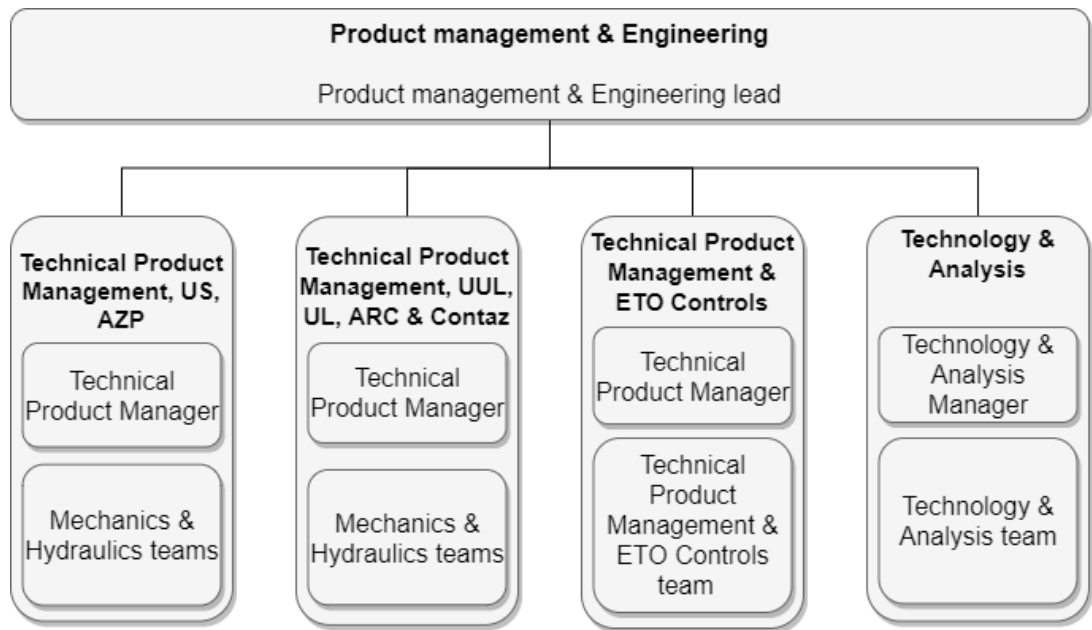 Product management & Engineering
Product management & Engineering lead
Technical Product
Management, US,
AZP
Technical
Product Manager
Mechanics &
Hydraulics teams
Technical Product
Management, UUL,
UL, ARC & Contaz
Technical
Product Manager
Mechanics &
Hydraulics teams
Technical Product
Management &
ETO Controls
Technical
Product Manager
Technical
Product
Management &
ETO Controls
team
Technology &
Analysis
Technology &
Analysis
Manager
Technology &
Analysis team